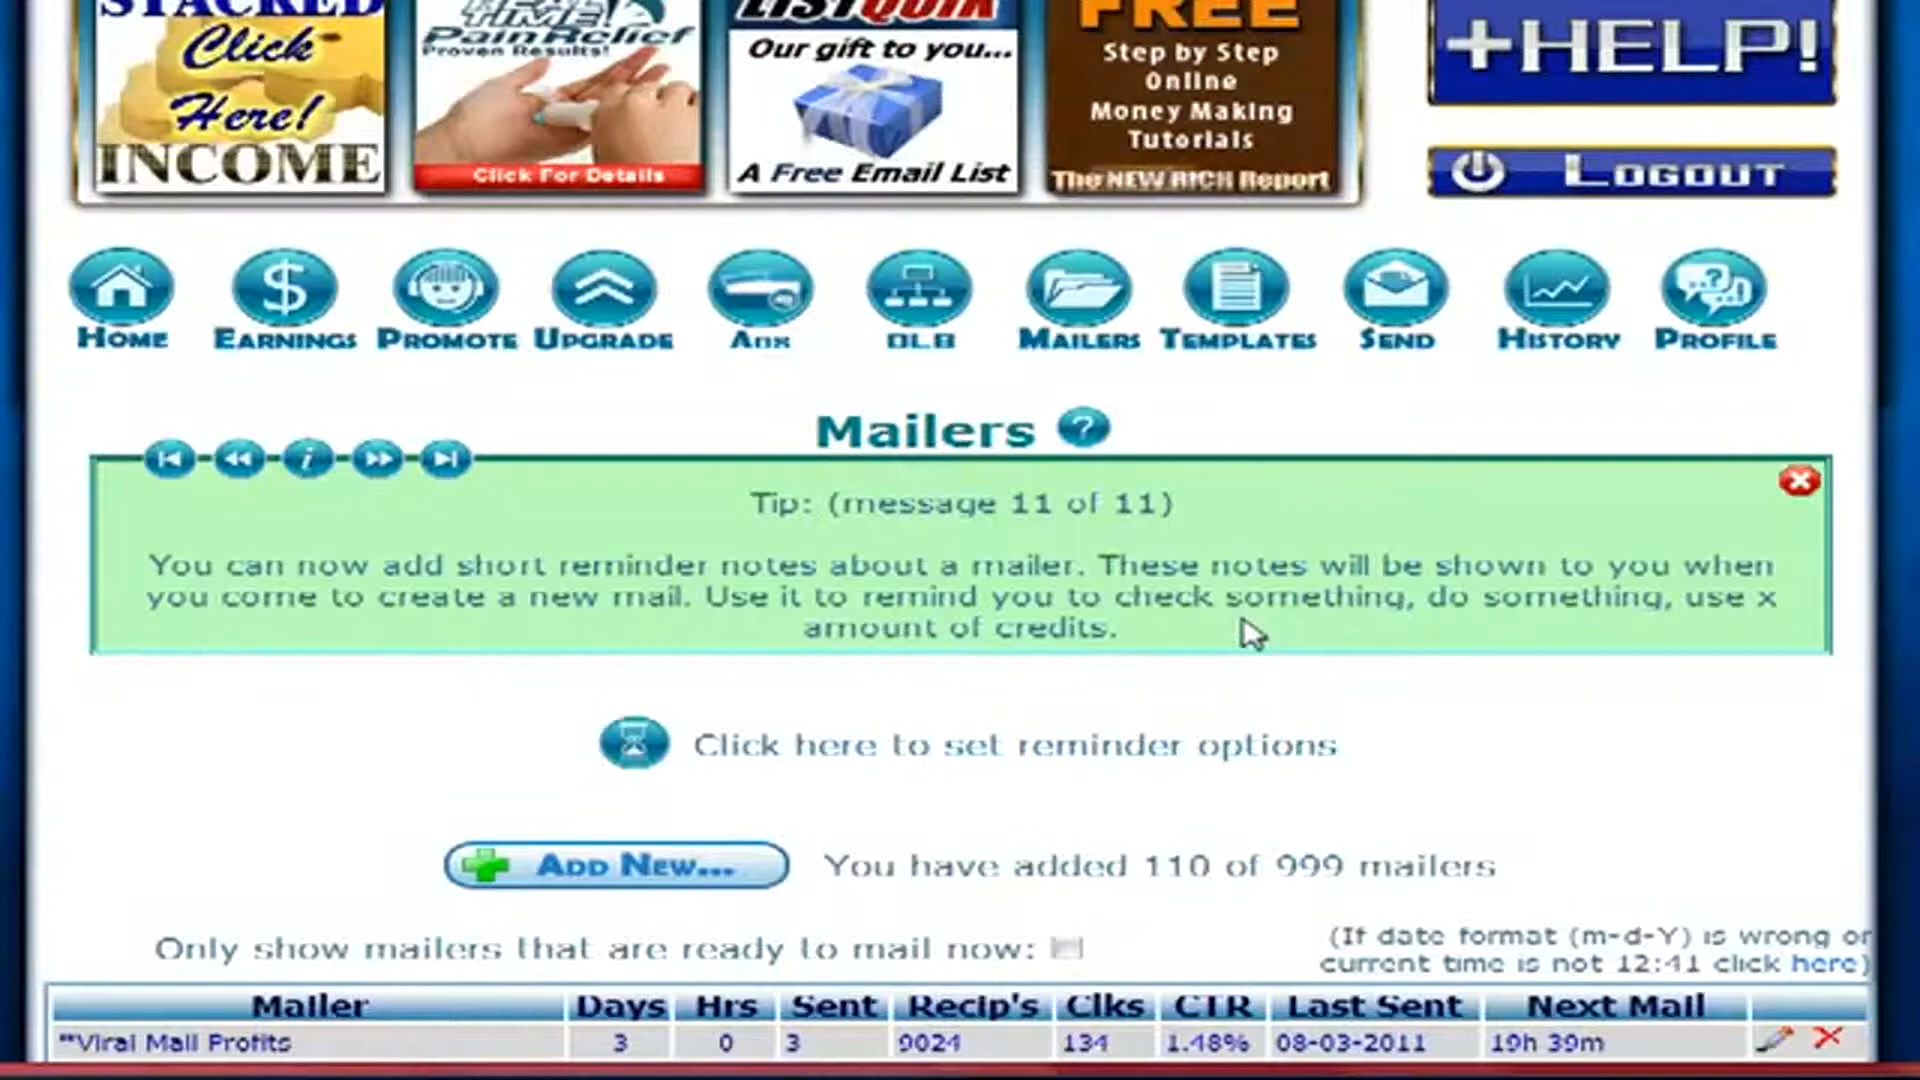 STACKED
Click
Here!
INCOME
TIME!
Pain Relief
Proven Results!
Click For Details
LISTQUIK
Our gift to you...
A Free Email List
FREE
Step by Step
Online
Money Making
Tutorials
The NEW RICH Report
+HELP!
LOGOUT
HOME
EARNINGS
PROMOTE
UPGRADE
ADS
DLB
MAILERS
TEMPLATES
SEND
HISTORY
PROFILE
Mailers ?
Tip: (message 11 of 11)
You can now add short reminder notes about a mailer. These notes will be shown to you when
you come to create a new mail. Use it to remind you to check something, do something, use x
amount of credits.
Click here to set reminder options
ADD NEW... You have added 110 of 999 mailers
Only show mailers that are ready to mail now:
(If date format (m-d-Y) is wrong or
current time is not 12:41 click here)
Mailer Days Hrs Sent Recip's Clks CTR Last Sent Next Mail
**Viral Mail Profits 3 0 3 9024 134 1.48% 08-03-2011 19h 39m